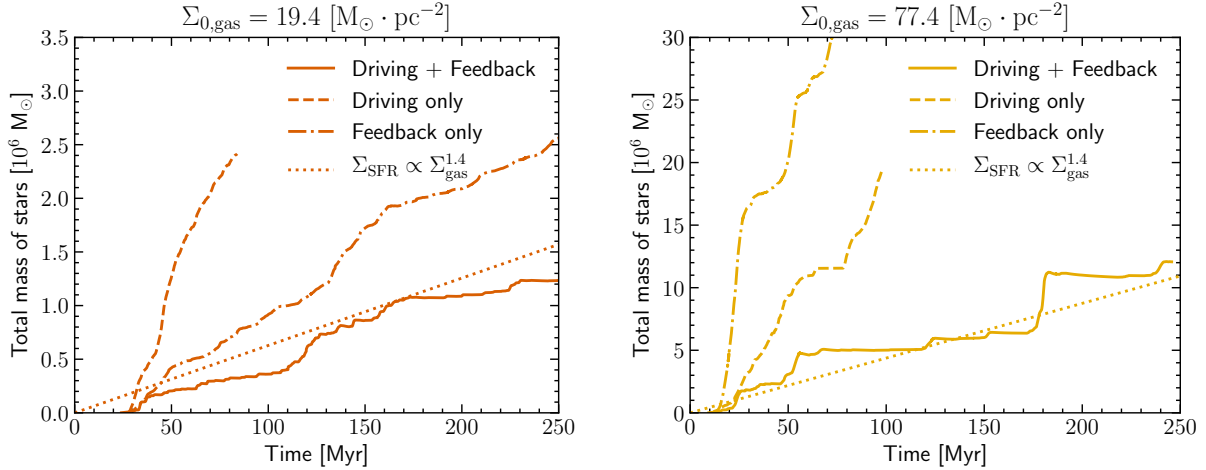 Σ0,gas = 19.4 [M⊙ · pc−2]
Total mass of stars [10^6 M⊙]
3.5
3.0
2.5
2.0
1.5
1.0
0.5
0.0
Driving + Feedback
Driving only
Feedback only
ΣSFR ∝ Σgas^1.4
0 50 100 150 200 250
Time [Myr]
Σ0,gas = 77.4 [M⊙ · pc−2]
Total mass of stars [10^6 M⊙]
30
25
20
15
10
5
0
Driving + Feedback
Driving only
Feedback only
ΣSFR ∝ Σgas^1.4
0 50 100 150 200 250
Time [Myr]